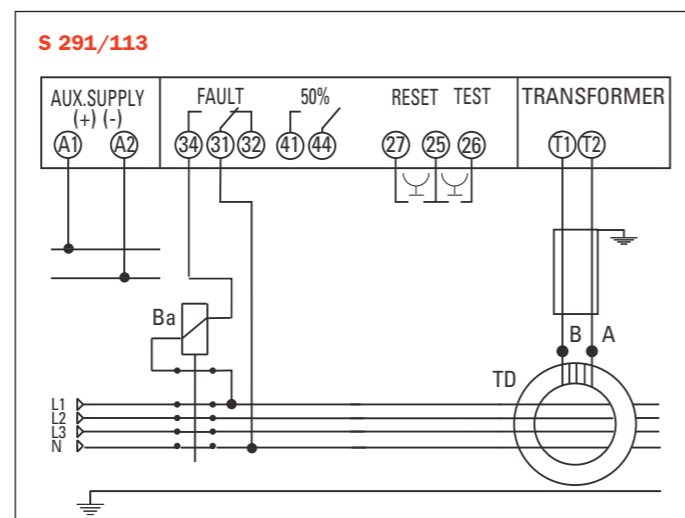 S 291/113
AUX.SUPPLY FAULT 50% RESET TEST TRANSFORMER
(+) (-)
A1 A2 34 31 32 41 44 27 25 26 T1 T2
Ba
B A
TD
L1
L2
L3
N